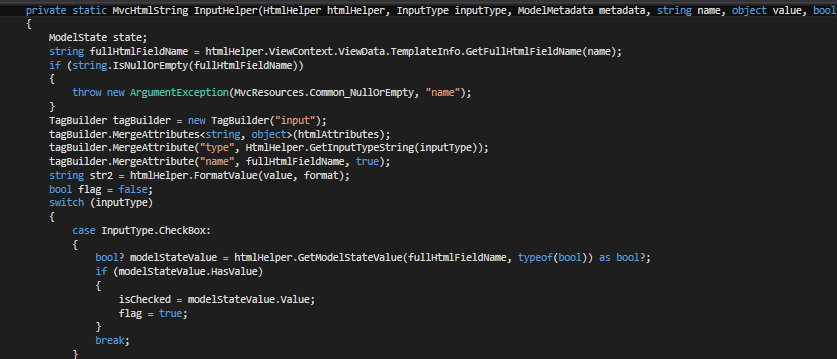 private static MvcHtmlString InputHelper(HtmlHelper htmlHelper, InputType inputType, ModelMetadata metadata, string name, object value, bool
{
ModelState state;
string fullHtmlFieldName = htmlHelper.ViewContext.ViewData.TemplateInfo.GetFullHtmlFieldName(name);
if (string.IsNullOrEmpty(fullHtmlFieldName))
{
throw new ArgumentException(MvcResources.Common_NullOrEmpty, "name");
}
TagBuilder tagBuilder = new TagBuilder("input");
tagBuilder.MergeAttributes<string, object>(htmlAttributes);
tagBuilder.MergeAttribute("type", HtmlHelper.GetInputTypeString(inputType));
tagBuilder.MergeAttribute("name", fullHtmlFieldName, true);
string str2 = htmlHelper.FormatValue(value, format);
bool flag = false;
switch (inputType)
{
case InputType.CheckBox:
{
bool? modelStateValue = htmlHelper.GetModelStateValue(fullHtmlFieldName, typeof(bool)) as bool?;
if (modelStateValue.HasValue)
{
isChecked = modelStateValue.Value;
flag = true;
}
break;
}